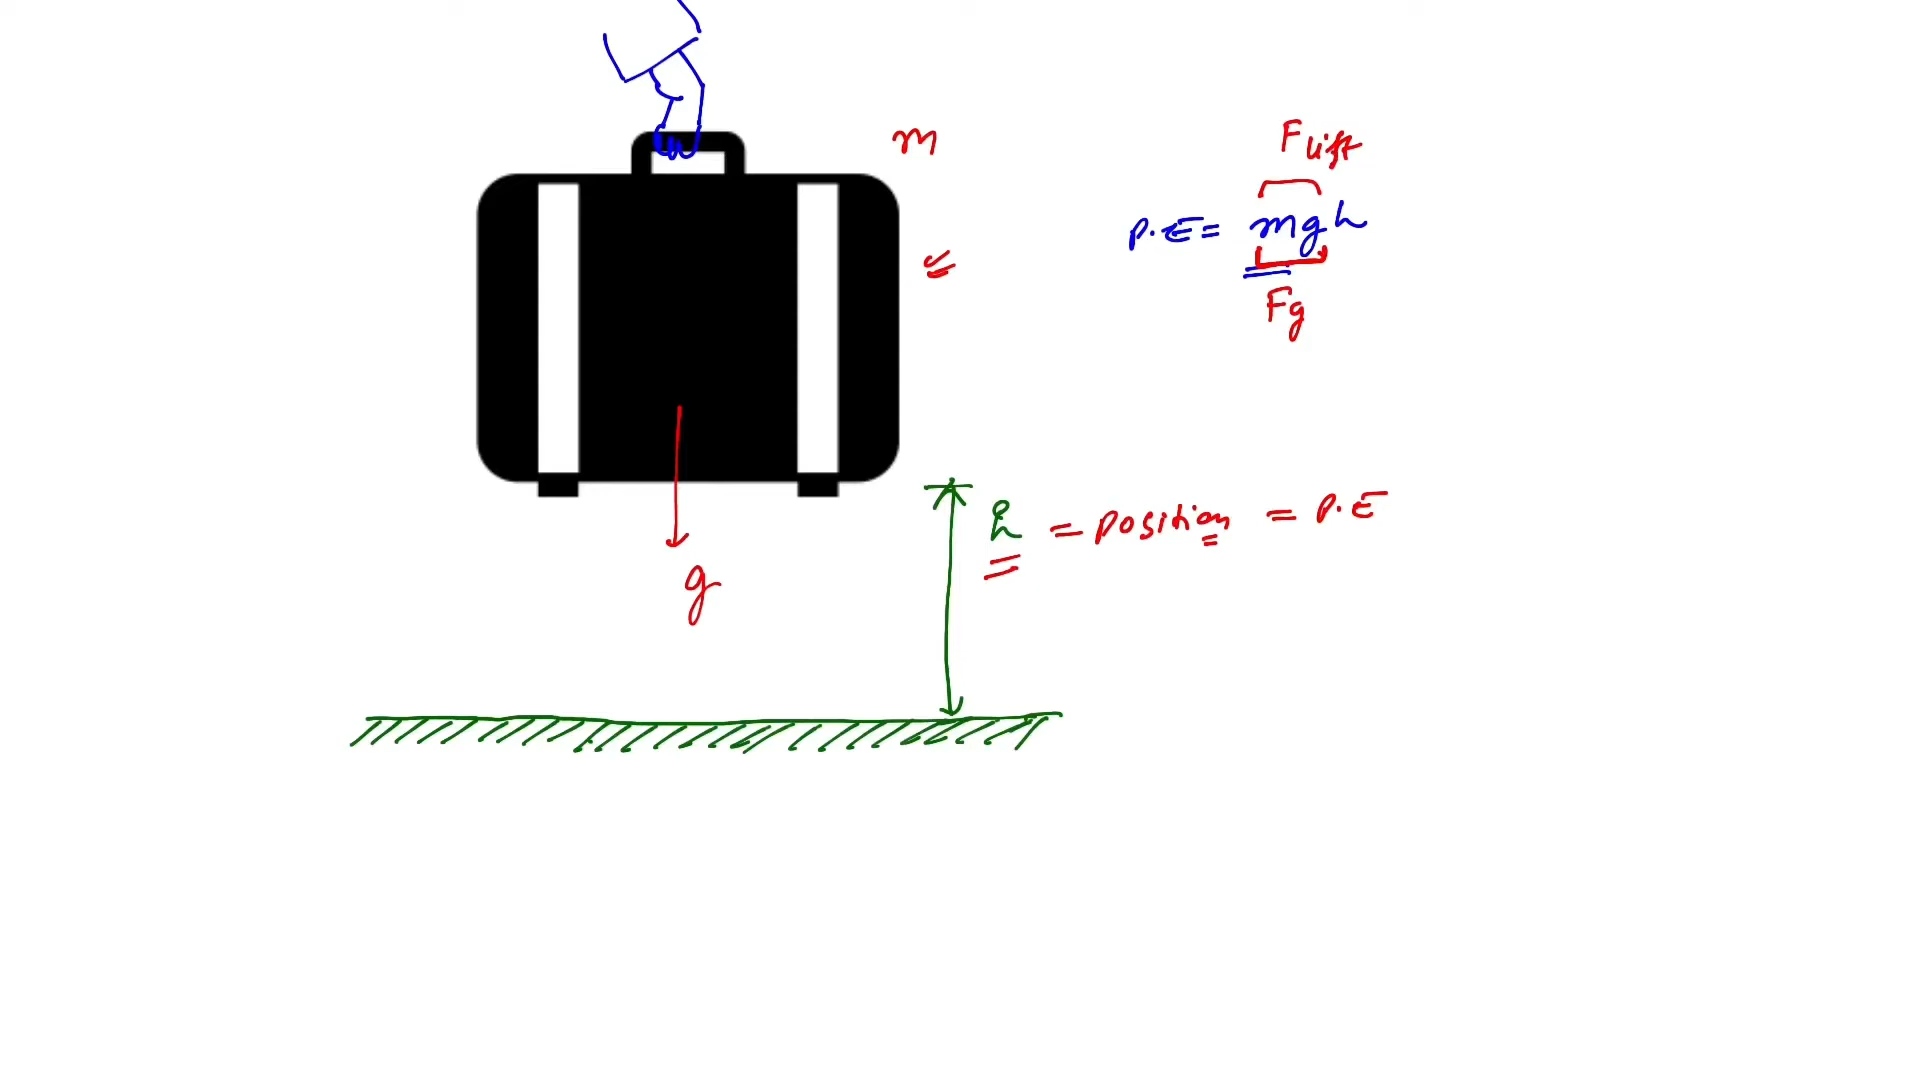 m
F lift
P.E = mgh
Fg
h = position = P.E
g